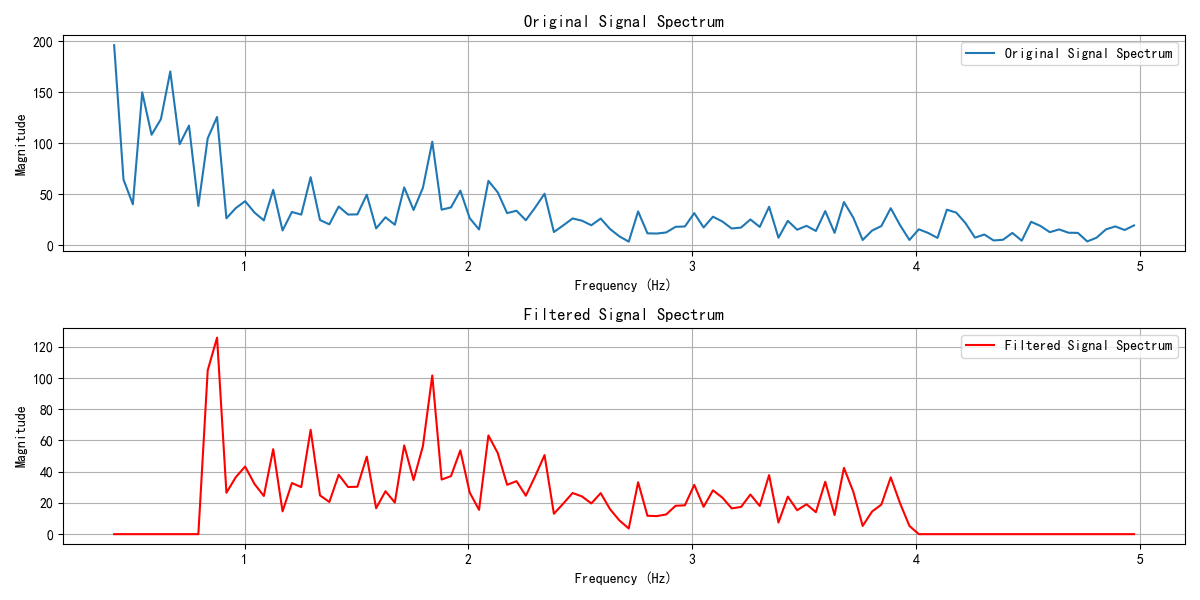 Original Signal Spectrum
200
150
100
50
0
Magnitude
Original Signal Spectrum
1 2 3 4 5
Frequency (Hz)
Filtered Signal Spectrum
120
100
80
60
40
20
0
Magnitude
Filtered Signal Spectrum
1 2 3 4 5
Frequency (Hz)